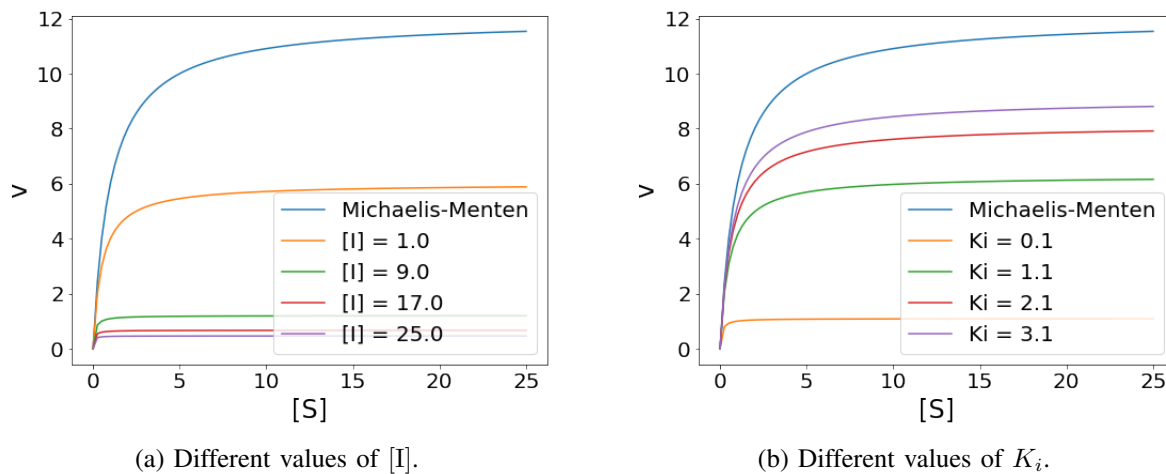 12
10
8
6
4
2
0
v
Michaelis-Menten
[I] = 1.0
[I] = 9.0
[I] = 17.0
[I] = 25.0
0 5 10 15 20 25
[S]
(a) Different values of [I].
12
10
8
6
4
2
0
v
Michaelis-Menten
Ki = 0.1
Ki = 1.1
Ki = 2.1
Ki = 3.1
0 5 10 15 20 25
[S]
(b) Different values of K_i.